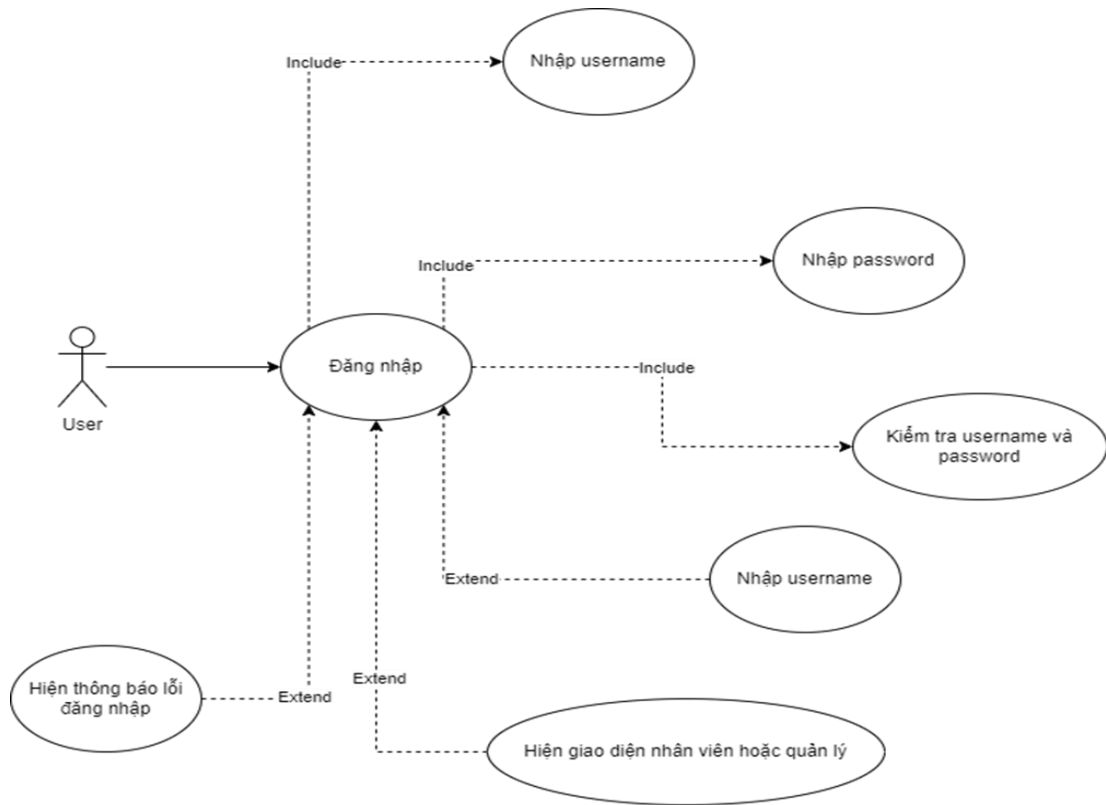 Include
Nhập username
Include
Nhập password
User
Đăng nhập
Include
Kiểm tra username và
password
Extend
Nhập username
Hiện thông báo lỗi
đăng nhập
Extend
Extend
Hiện giao diện nhân viên hoặc quản lý